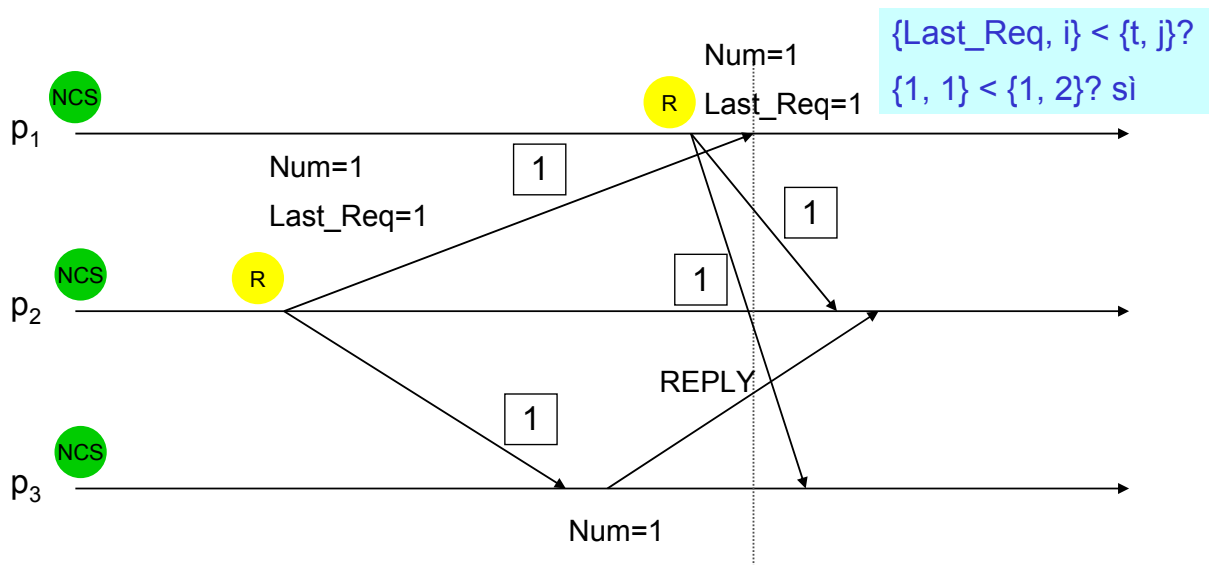 {Last_Req, i} < {t, j}?
{1, 1} < {1, 2}? sì
Num=1
Last_Req=1
NCS
R
p1
Num=1
Last_Req=1
1
1
NCS
R
1
p2
REPLY
1
NCS
p3
Num=1